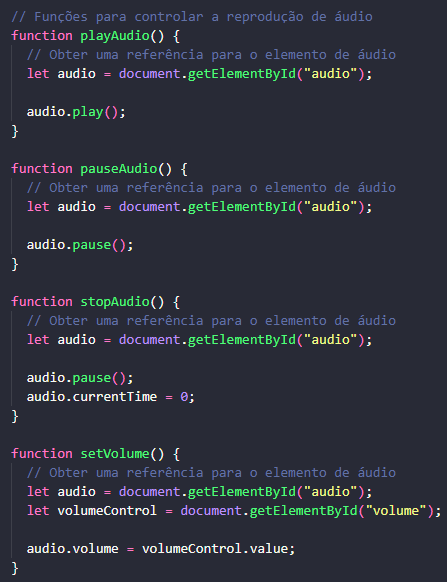 // Funções para controlar a reprodução de áudio
function playAudio() {
  // Obter uma referência para o elemento de áudio
  let audio = document.getElementById("audio");

  audio.play();
}

function pauseAudio() {
  // Obter uma referência para o elemento de áudio
  let audio = document.getElementById("audio");

  audio.pause();
}

function stopAudio() {
  // Obter uma referência para o elemento de áudio
  let audio = document.getElementById("audio");

  audio.pause();
  audio.currentTime = 0;
}

function setVolume() {
  // Obter uma referência para o elemento de áudio
  let audio = document.getElementById("audio");
  let volumeControl = document.getElementById("volume");

  audio.volume = volumeControl.value;
}